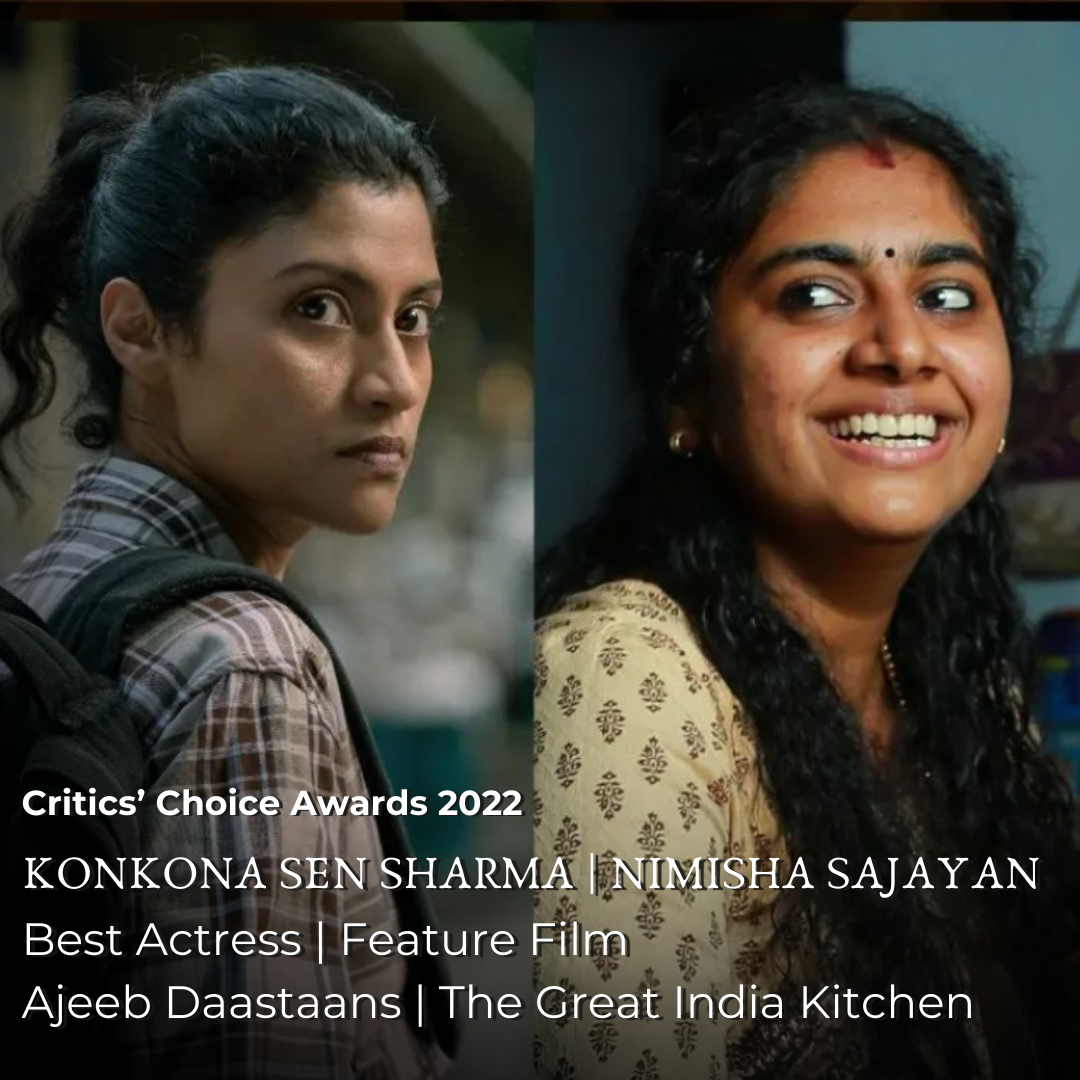 Critics’ Choice Awards 2022
KONKONA SEN SHARMA | NIMISHA SAJAYAN
Best Actress | Feature Film
Ajeeb Daastaans | The Great India Kitchen